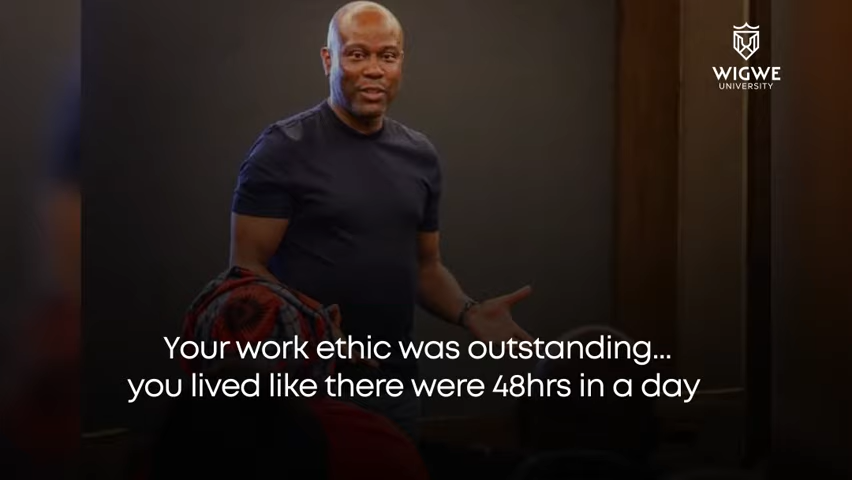 WIGWE
UNIVERSITY
Your work ethic was outstanding...
you lived like there were 48hrs in a day